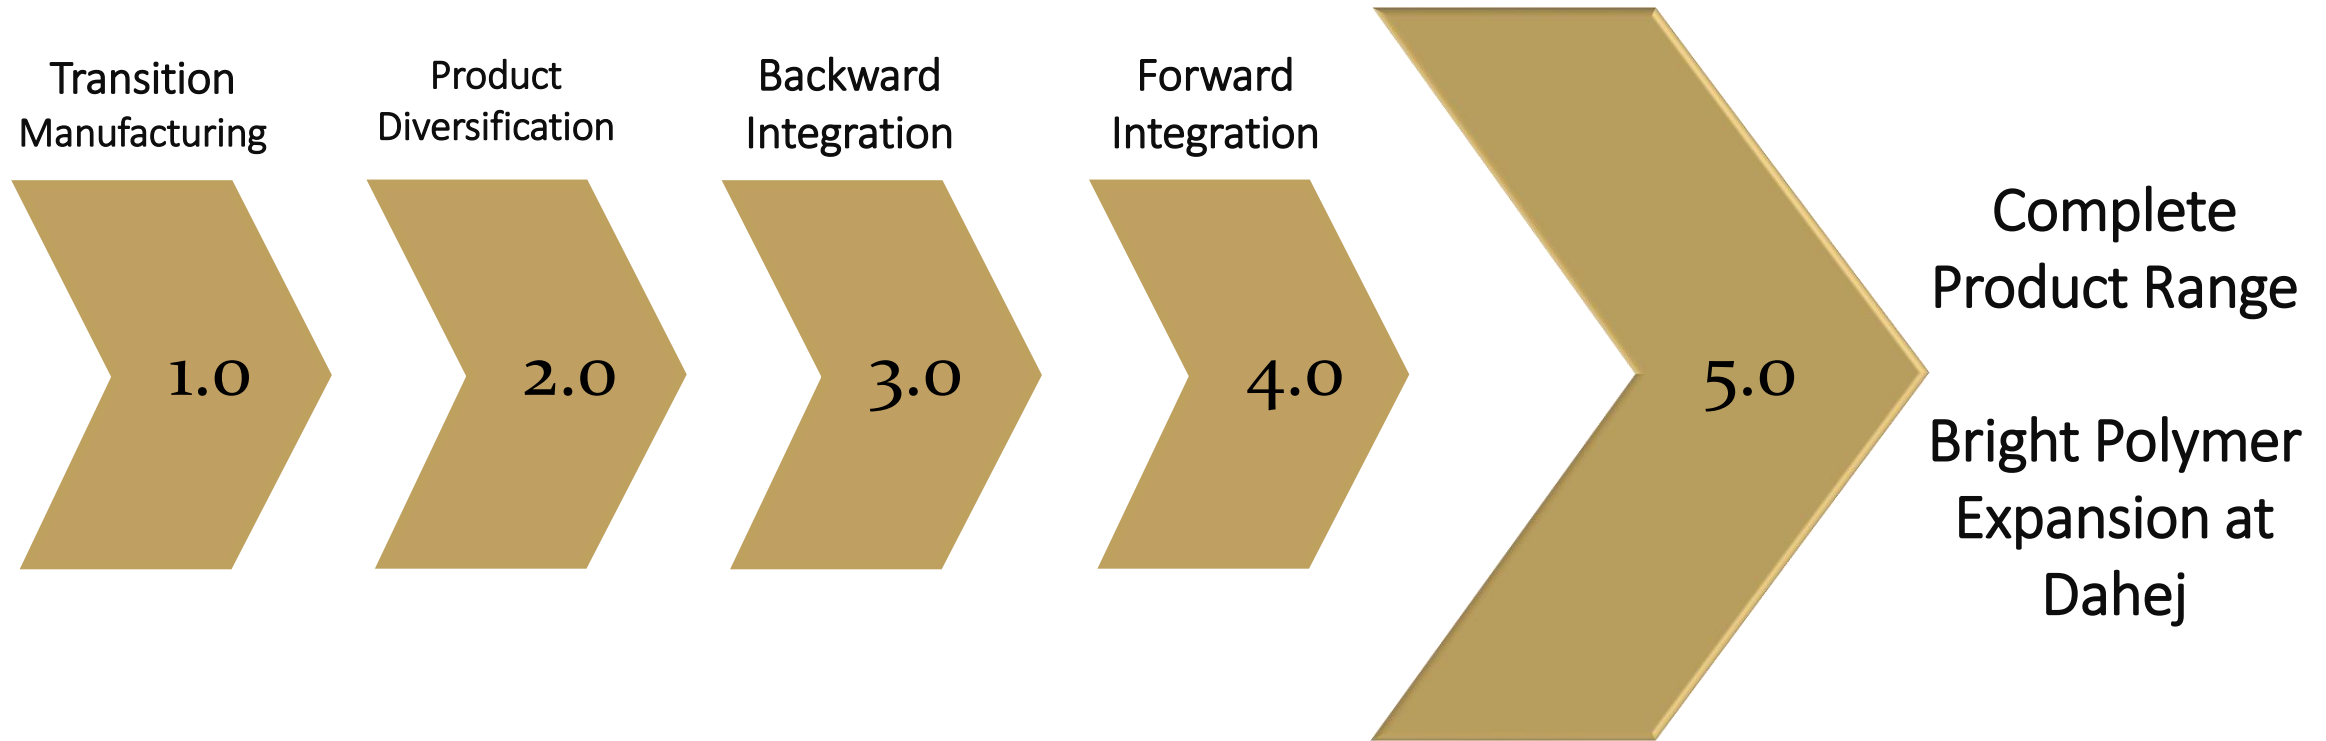 Transition
Manufacturing
1.0
Product
Diversification
2.0
Backward
Integration
3.0
Forward
Integration
4.0
5.0
Complete
Product Range
Bright Polymer
Expansion at
Dahej